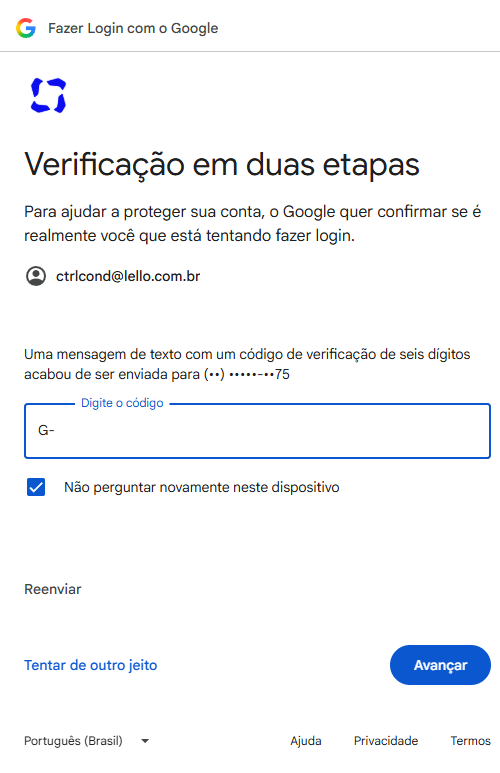 Fazer Login com o Google
Verificação em duas etapas
Para ajudar a proteger sua conta, o Google quer confirmar se é
realmente você que está tentando fazer login.
ctrlcond@lello.com.br
Uma mensagem de texto com um código de verificação de seis dígitos
acabou de ser enviada para (••) •••••-••75
Digite o código
G-
Não perguntar novamente neste dispositivo
Reenviar
Tentar de outro jeito
Avançar
Português (Brasil)
Ajuda
Privacidade
Termos